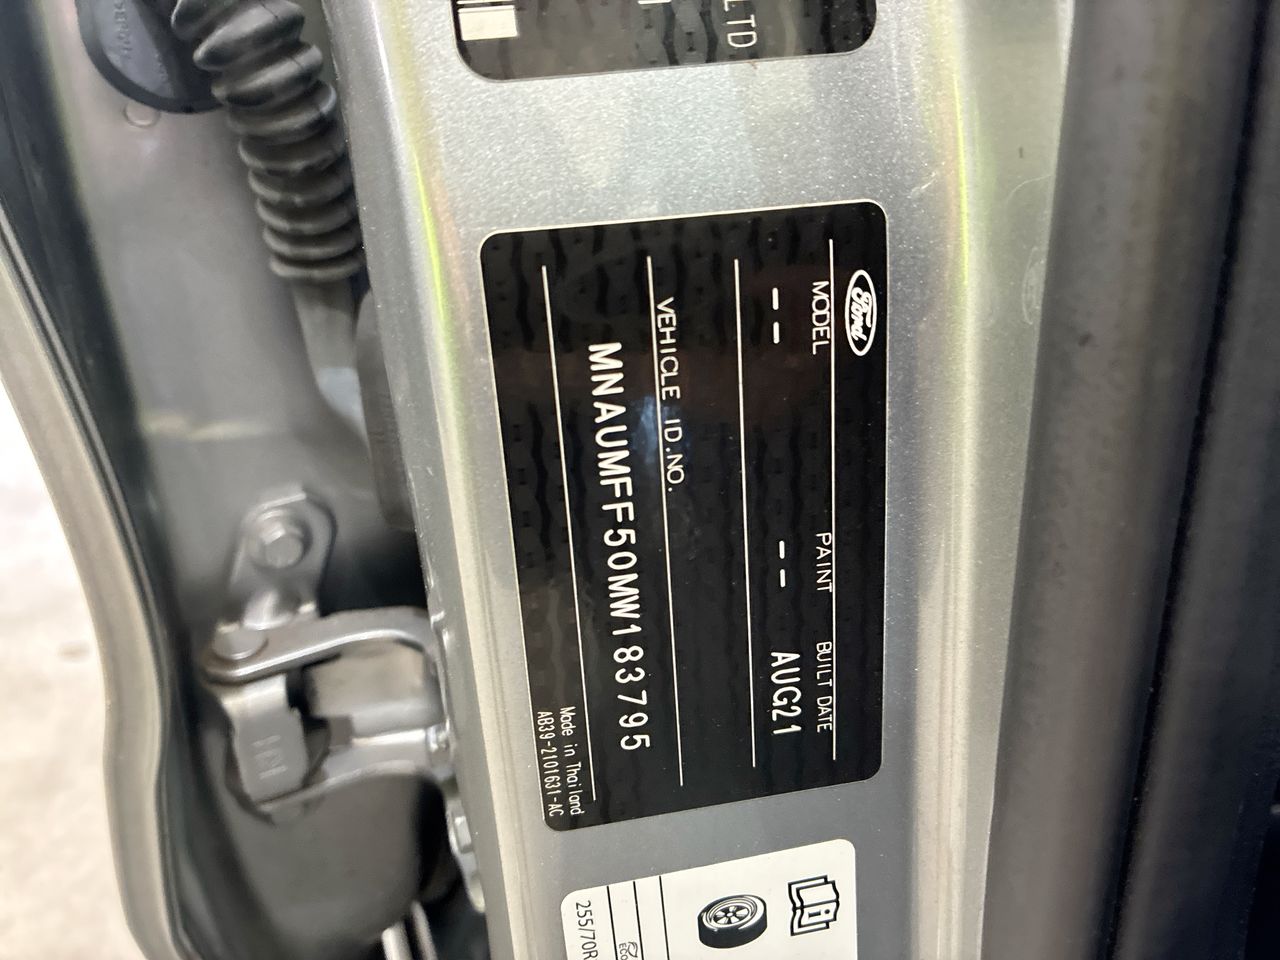 LTD
Ford
MODEL PAINT BUILT DATE
-- -- AUG21
VEHICLE ID.NO.
MNAUMFF50MW183795
Made in Thailand
AB39-2101631-AC
255/70R